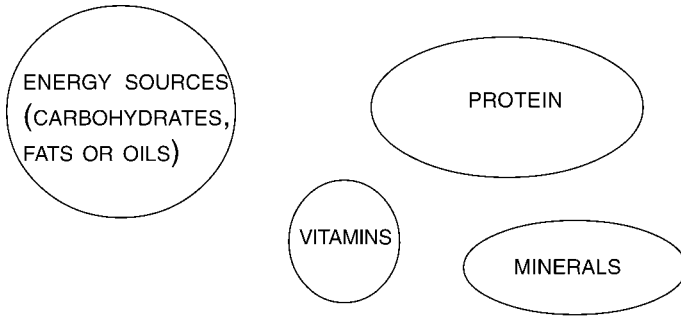 ENERGY SOURCES
(CARBOHYDRATES,
FATS OR OILS)
PROTEIN
VITAMINS
MINERALS